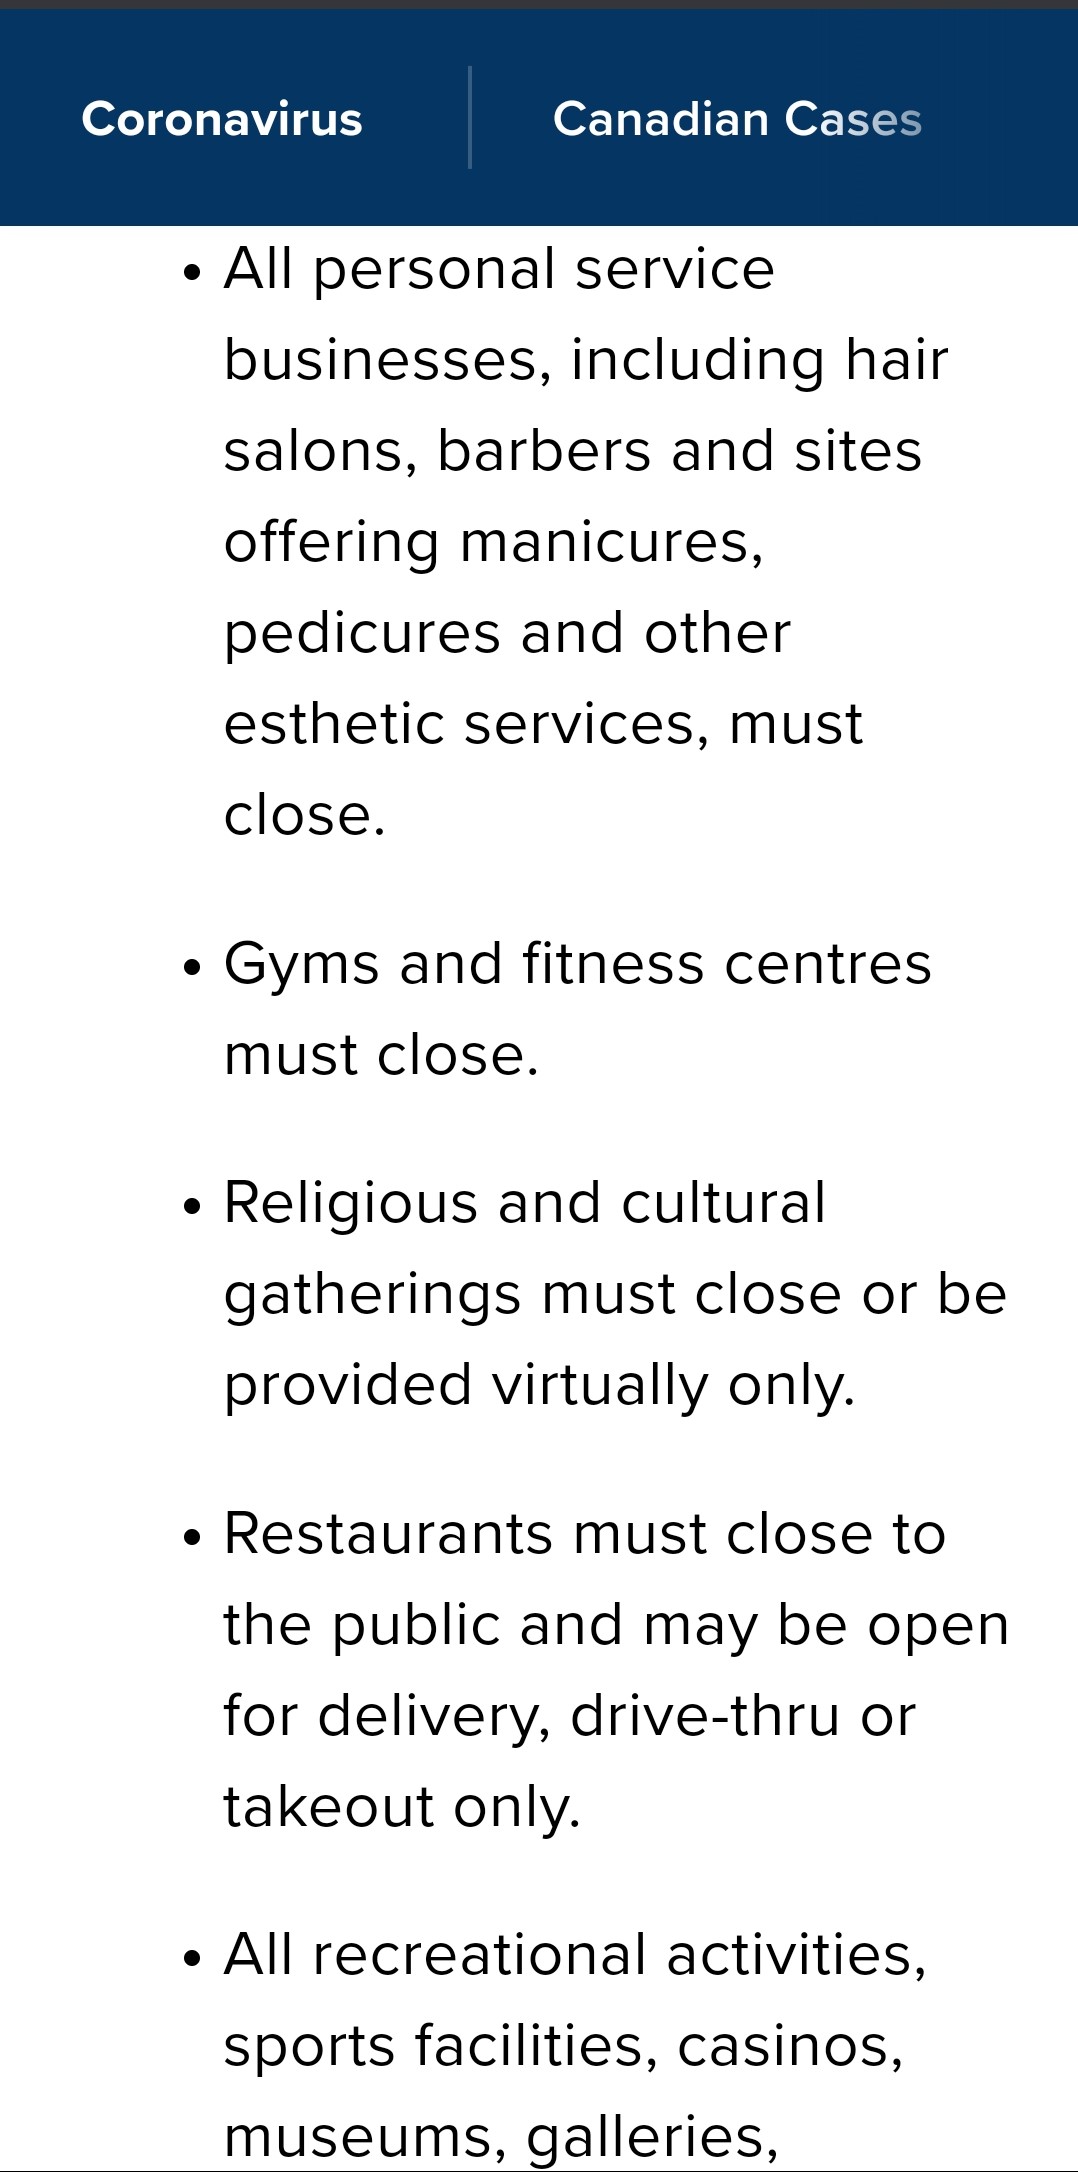 Coronavirus
Canadian Cases
• All personal service
businesses, including hair
salons, barbers and sites
offering manicures,
pedicures and other
esthetic services, must
close.
• Gyms and fitness centres
must close.
• Religious and cultural
gatherings must close or be
provided virtually only.
• Restaurants must close to
the public and may be open
for delivery, drive-thru or
takeout only.
• All recreational activities,
sports facilities, casinos,
museums, galleries,